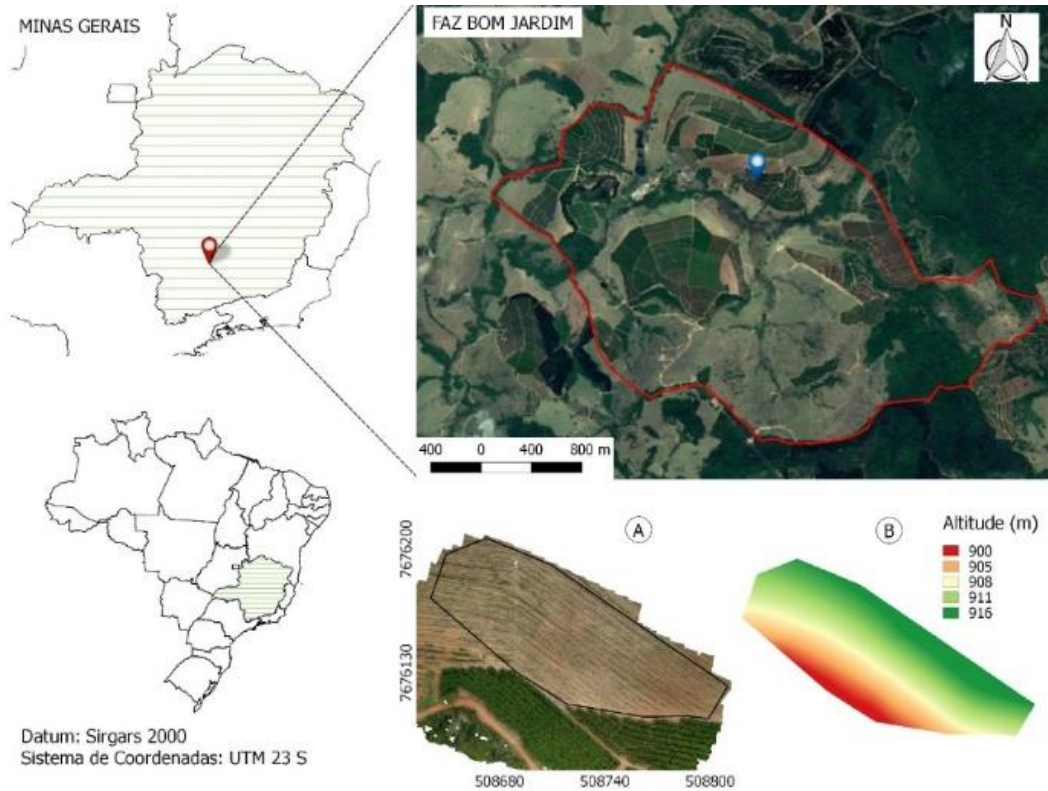 MINAS GERAIS
FAZ BOM JARDIM
N
400 0 400 800 m
A
B
Altitude (m)
900
905
908
911
916
7676200
7676130
508680 508740 508800
Datum: Sirgars 2000
Sistema de Coordenadas: UTM 23 S